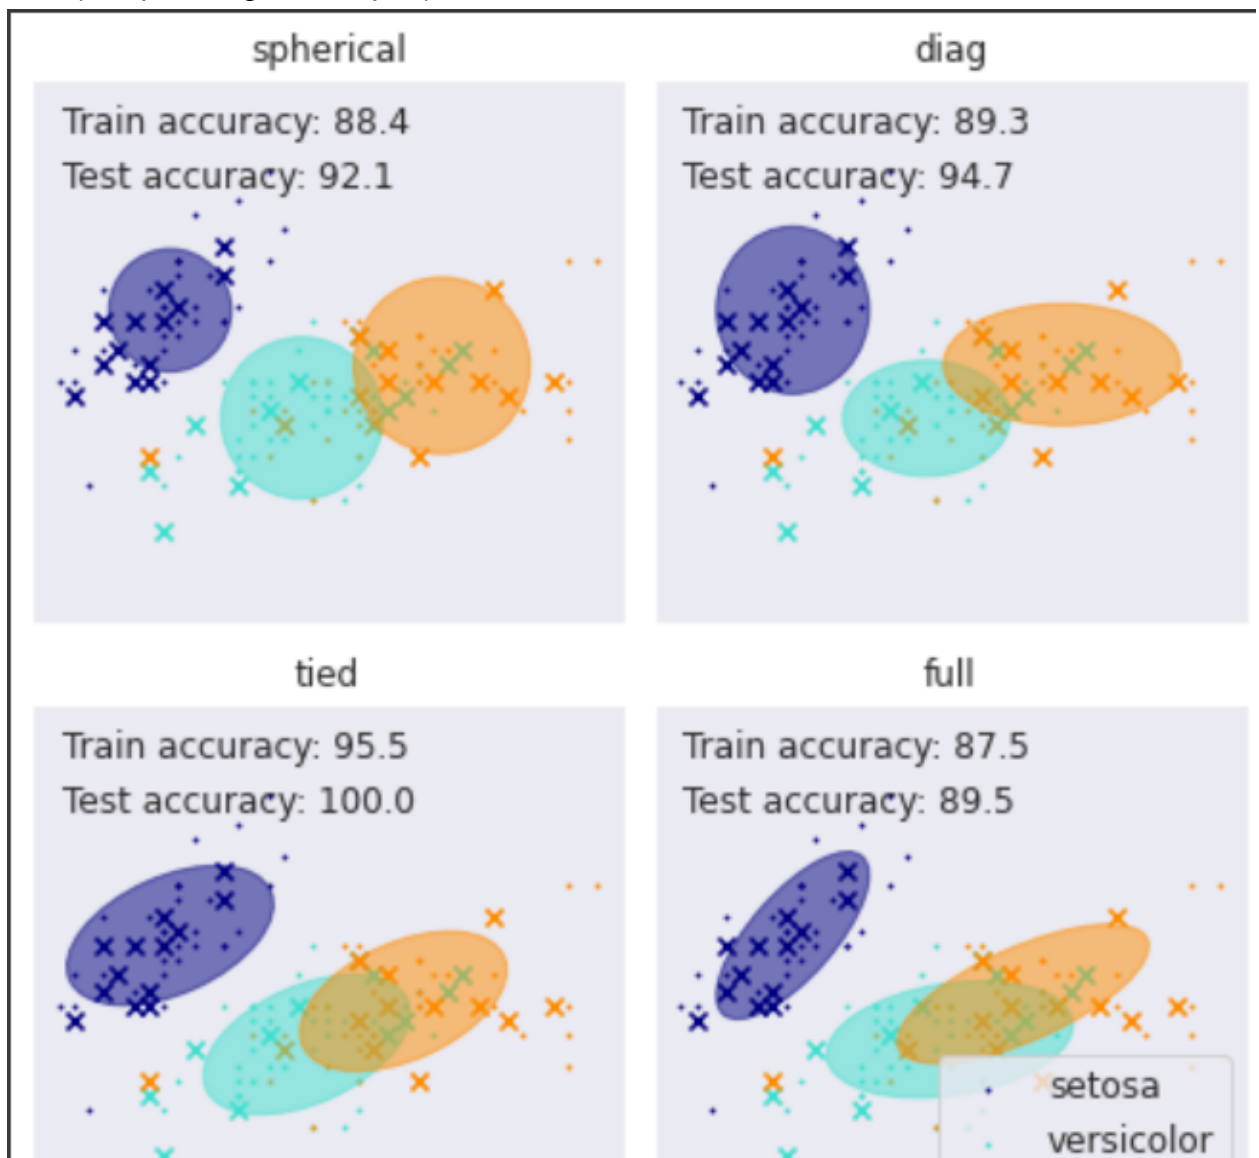 spherical
Train accuracy: 88.4
Test accuracy: 92.1
diag
Train accuracy: 89.3
Test accuracy: 94.7
tied
Train accuracy: 95.5
Test accuracy: 100.0
full
Train accuracy: 87.5
Test accuracy: 89.5
setosa
versicolor